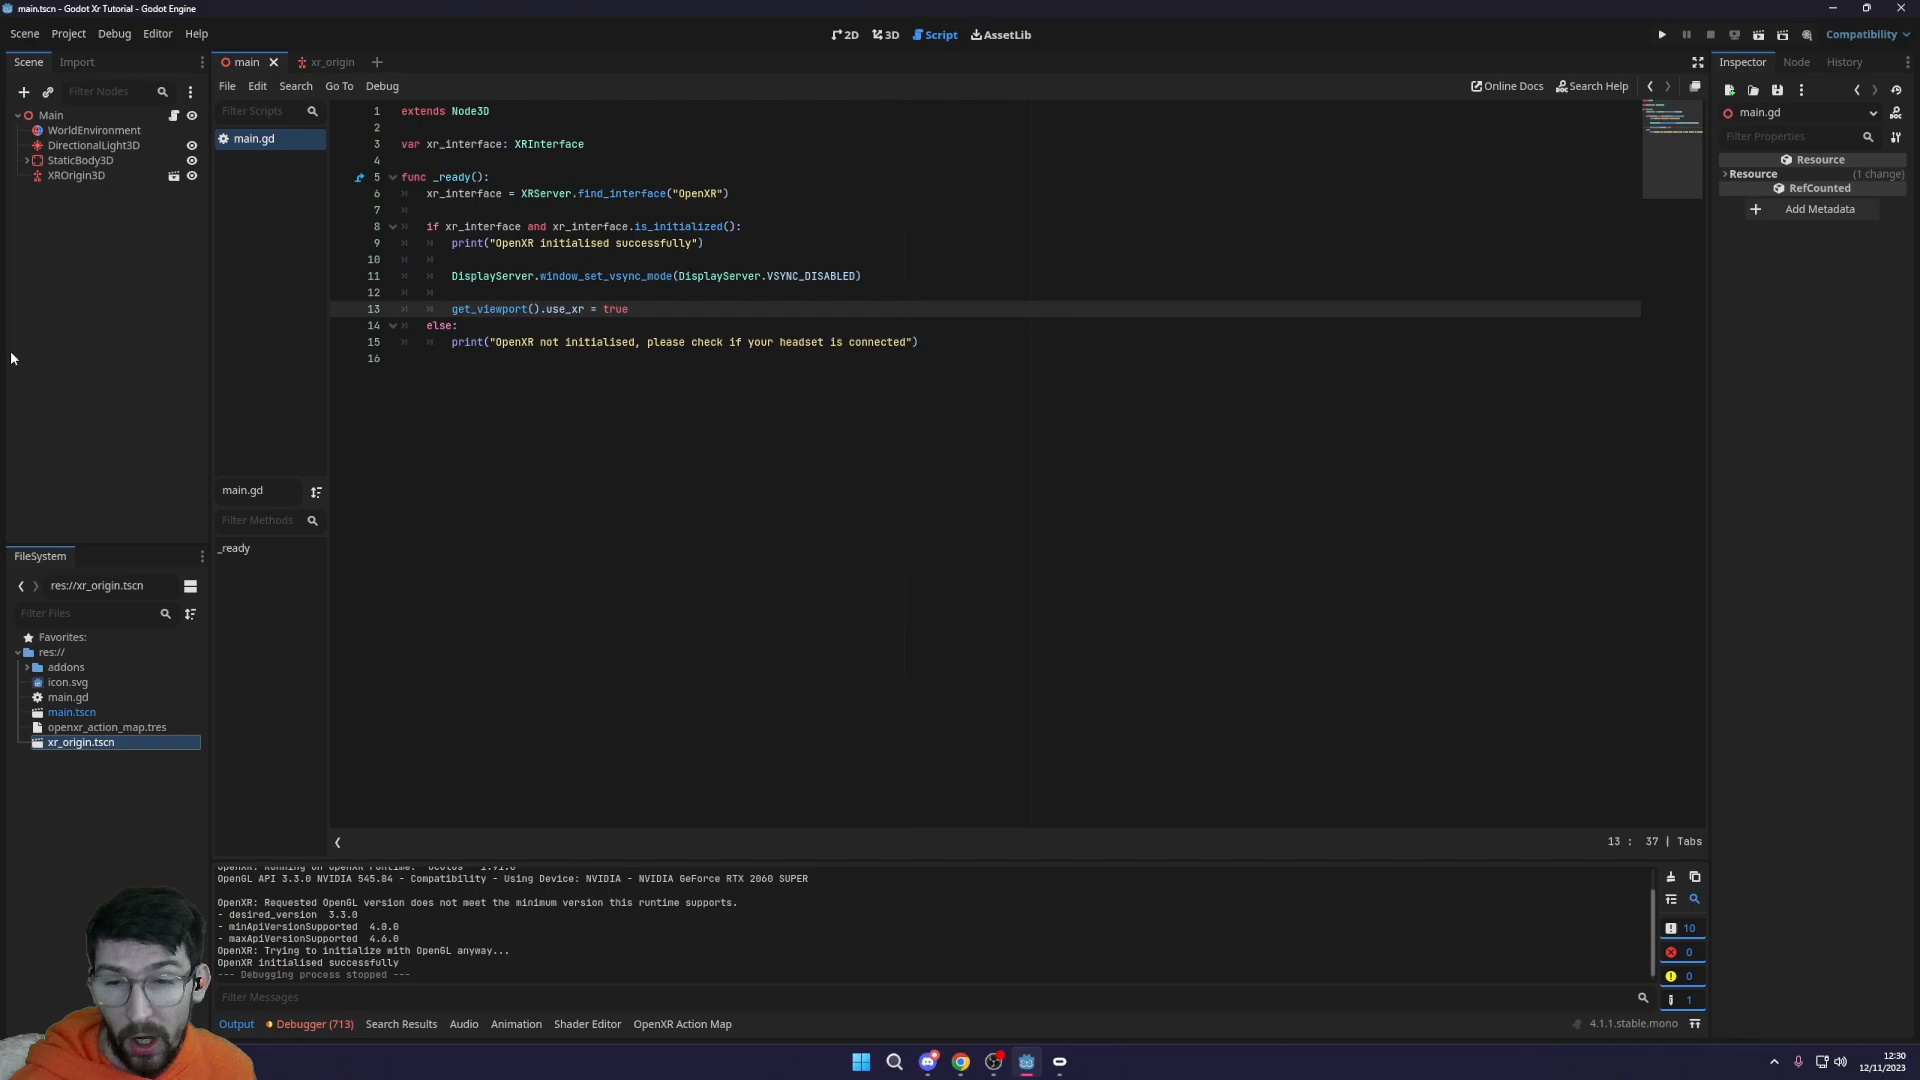 main.tscn - Godot Xr Tutorial - Godot Engine
Scene Project Debug Editor Help
2D 3D Script AssetLib
Compatibility
Scene Import
Filter Nodes
Main
WorldEnvironment
DirectionalLight3D
StaticBody3D
XROrigin3D
FileSystem
res://xr_origin.tscn
Filter Files
Favorites:
res://
addons
icon.svg
main.gd
main.tscn
openxr_action_map.tres
xr_origin.tscn
main xr_origin
File Edit Search Go To Debug
Online Docs Search Help
Filter Scripts
main.gd
main.gd
Filter Methods
_ready
1 extends Node3D
2
3 var xr_interface: XRInterface
4
5 func _ready():
6 xr_interface = XRServer.find_interface("OpenXR")
7
8 if xr_interface and xr_interface.is_initialized():
9 print("OpenXR initialised successfully")
10
11 DisplayServer.window_set_vsync_mode(DisplayServer.VSYNC_DISABLED)
12
13 get_viewport().use_xr = true
14 else:
15 print("OpenXR not initialised, please check if your headset is connected")
16
13 : 37 | Tabs
OpenGL API 3.3.0 NVIDIA 545.84 - Compatibility - Using Device: NVIDIA - NVIDIA GeForce RTX 2060 SUPER
OpenXR: Requested OpenGL version does not meet the minimum version this runtime supports.
- desired_version 3.3.0
- minApiVersionSupported 4.0.0
- maxApiVersionSupported 4.6.0
OpenXR: Trying to initialize with OpenGL anyway...
OpenXR initialised successfully
--- Debugging process stopped ---
10
0
0
1
Filter Messages
Output Debugger (713) Search Results Audio Animation Shader Editor OpenXR Action Map
4.1.1.stable.mono
Inspector Node History
main.gd
Filter Properties
Resource
Resource (1 change)
RefCounted
Add Metadata
12:30
12/11/2023